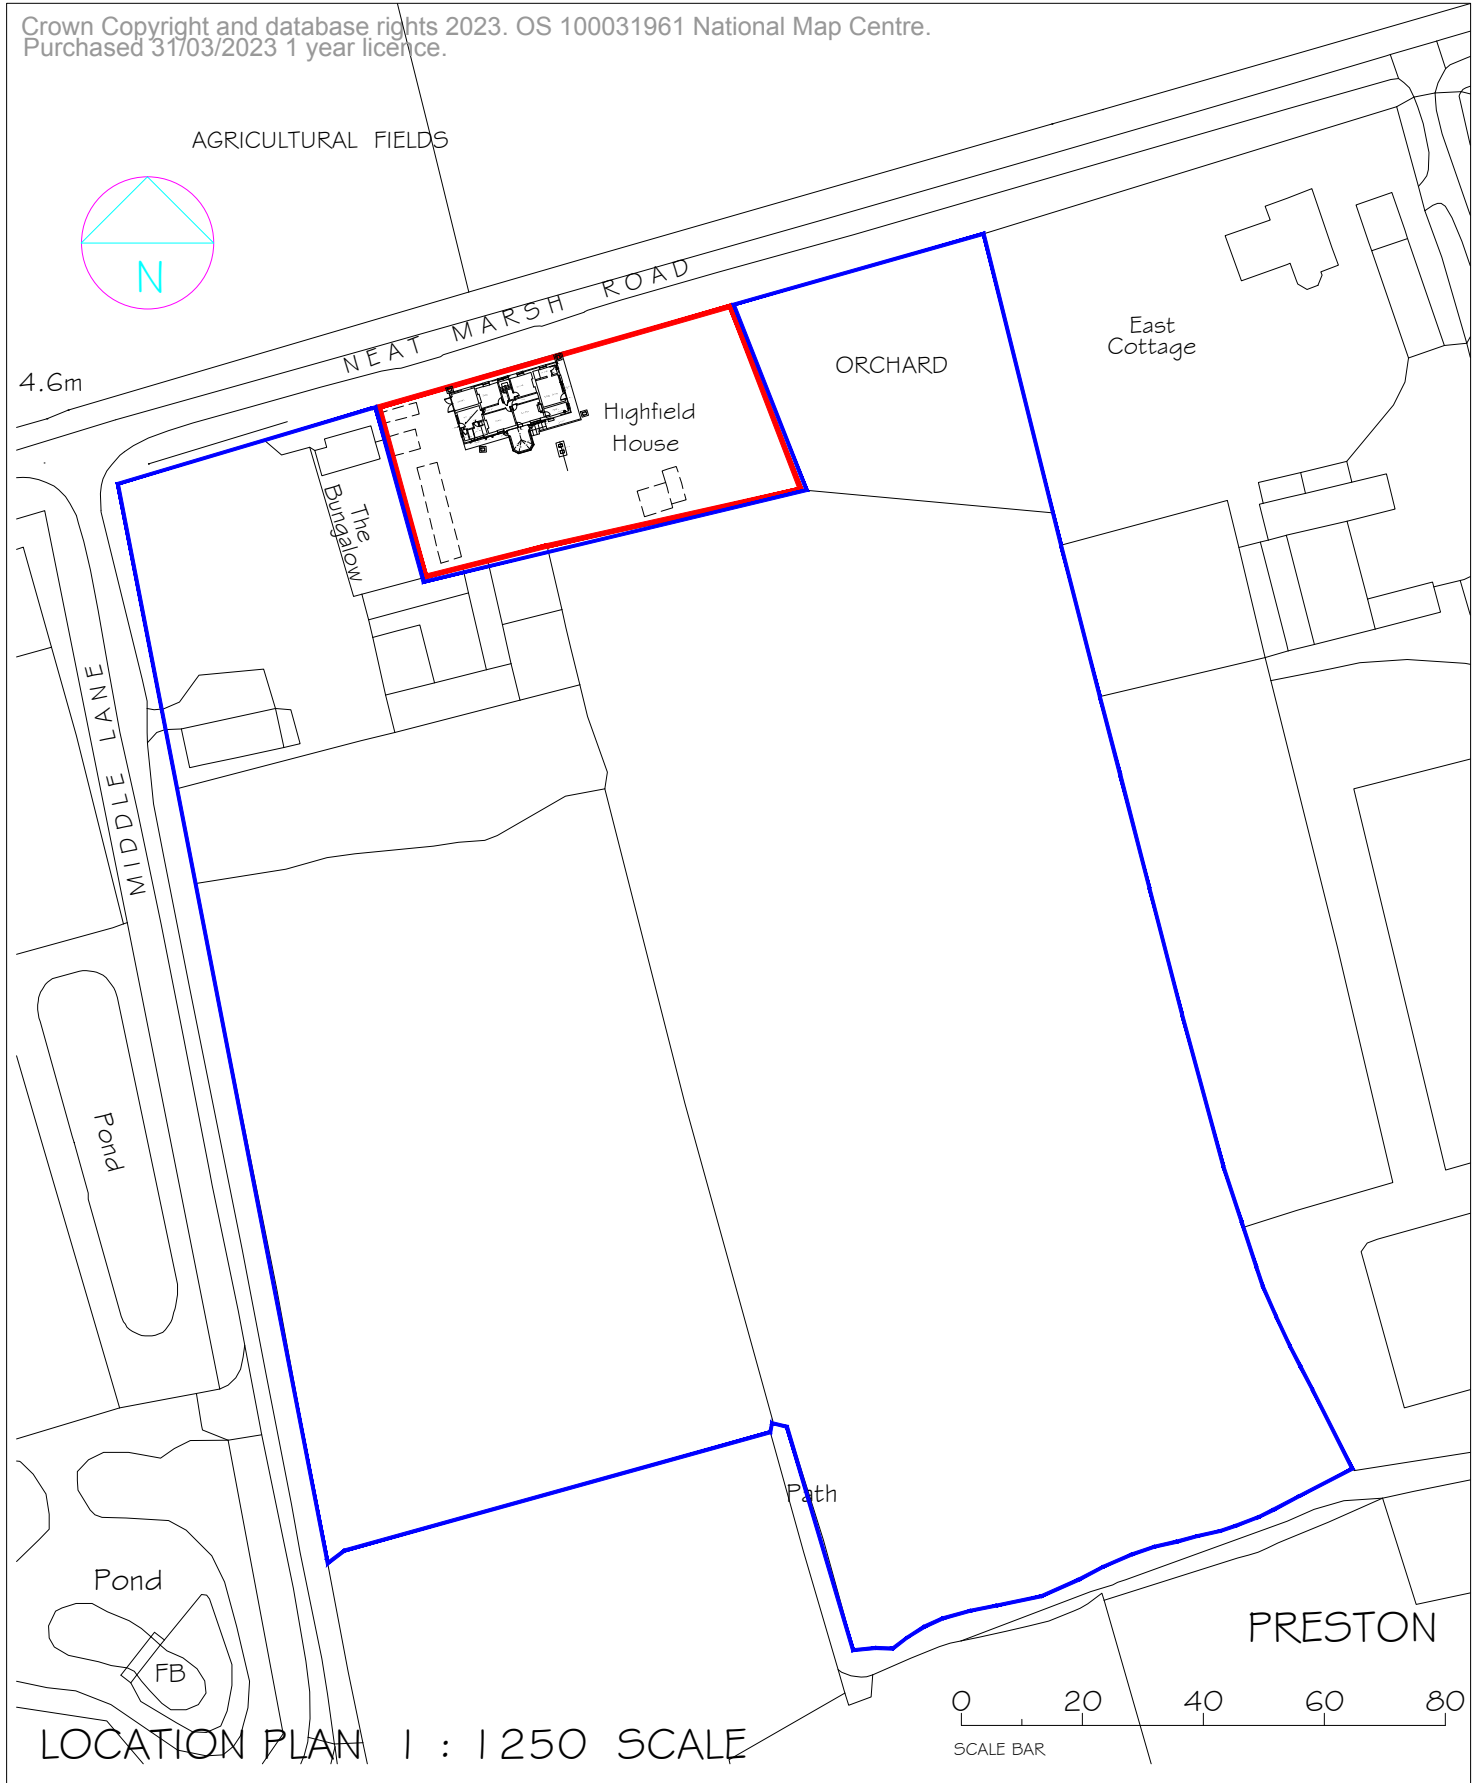 Crown Copyright and database rights 2023. OS 100031961 National Map Centre.
Purchased 31/03/2023 1 year licence.
AGRICULTURAL FIELDS
N
NEAT MARSH ROAD
4.6m
East
Cottage
ORCHARD
Highfield
House
The
Bungalow
MIDDLE LANE
Pond
Path
Pond
FB
PRESTON
0 20 40 60 80
SCALE BAR
LOCATION PLAN 1 : 1250 SCALE